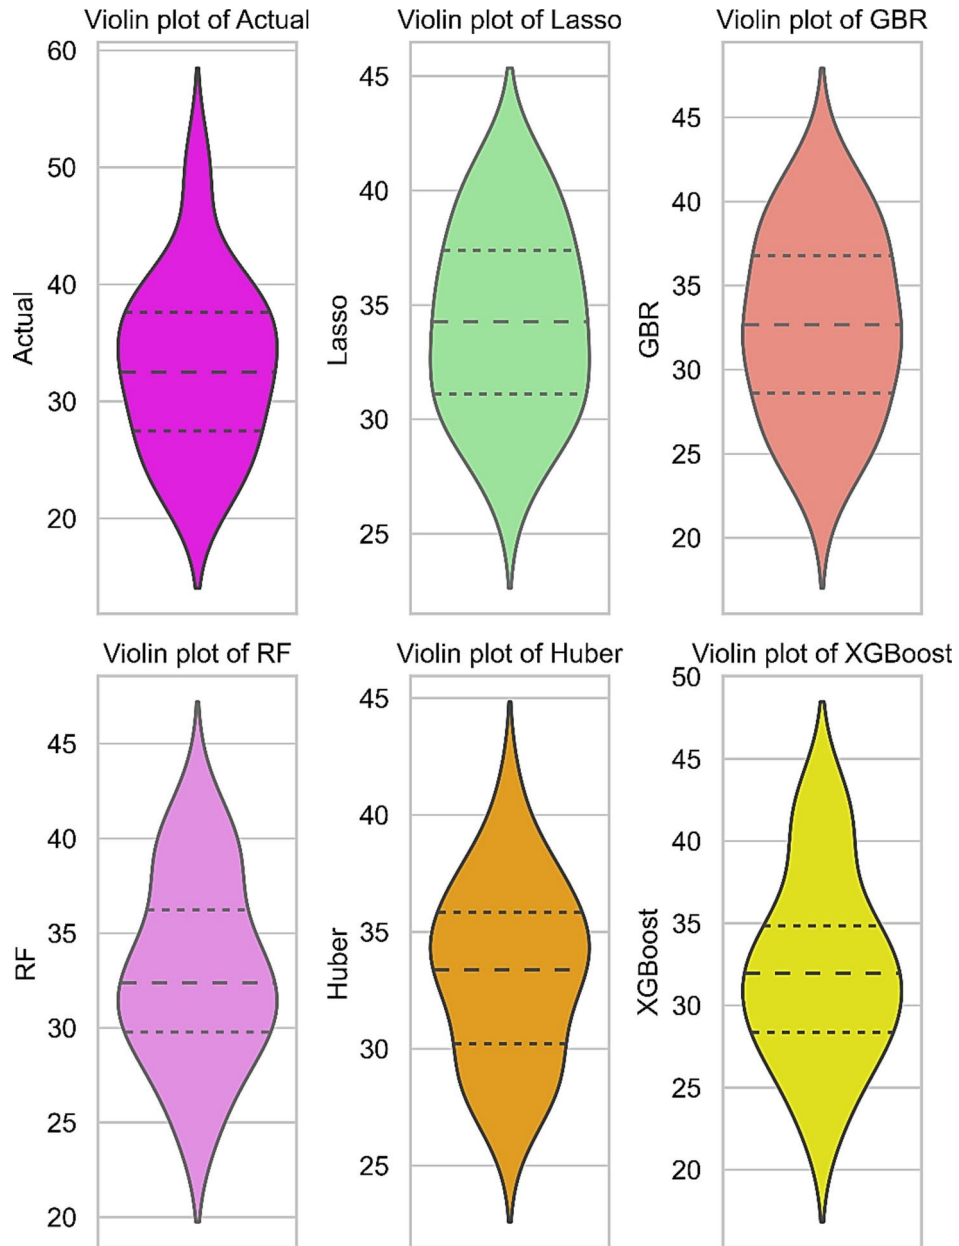 Violin plot of Actual
Violin plot of Lasso
Violin plot of GBR
Actual
60
50
40
30
20
Lasso
45
40
35
30
25
GBR
45
40
35
30
25
20
Violin plot of RF
Violin plot of Huber
Violin plot of XGBoost
RF
45
40
35
30
25
20
Huber
45
40
35
30
25
XGBoost
50
45
40
35
30
25
20